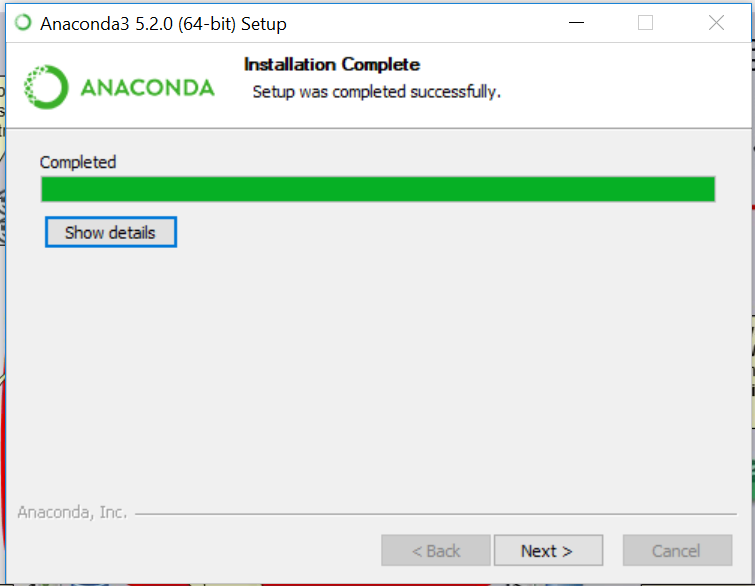 Anaconda3 5.2.0 (64-bit) Setup
ANACONDA
Installation Complete
Setup was completed successfully.
Completed
Show details
Anaconda, Inc.
< Back
Next >
Cancel